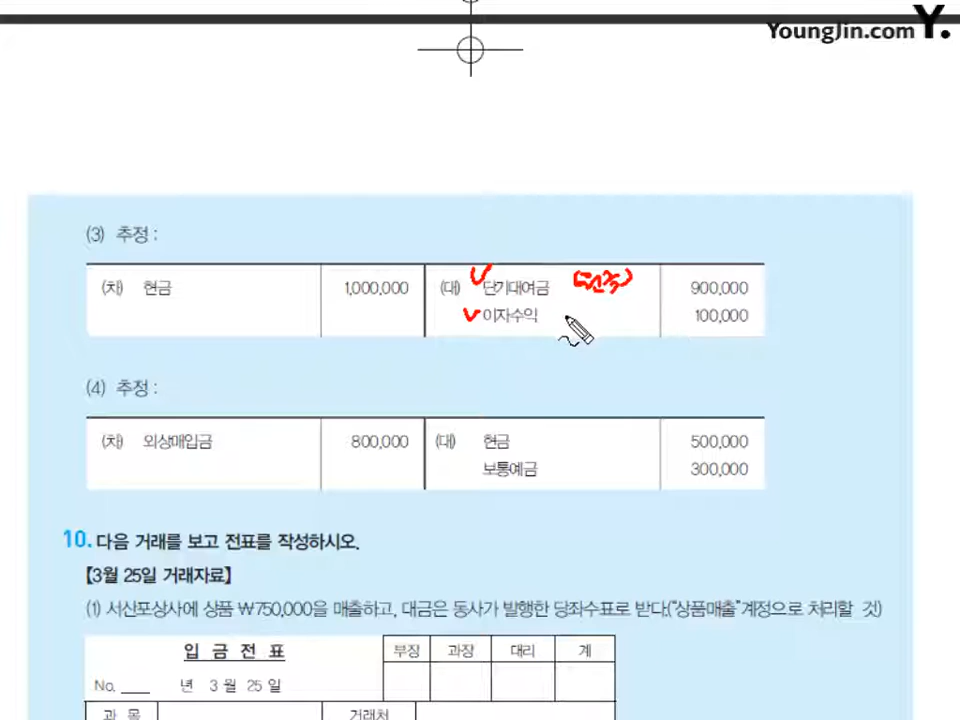 YoungJin.com Y.
(3) 추정 :
(차) 현금 1,000,000 (대) 단기대여금 900,000
이자수익 100,000
(4) 추정 :
(차) 외상매입금 800,000 (대) 현금 500,000
보통예금 300,000
10. 다음 거래를 보고 전표를 작성하시오.
【3월 25일 거래자료】
(1) 서산포상사에 상품 ₩750,000을 매출하고, 대금은 동사가 발행한 당좌수표로 받다.("상품매출"계정으로 처리할 것)
입 금 전 표 부장 과장 대리 계
No. ___ 년 3 월 25 일
과 목 거래처